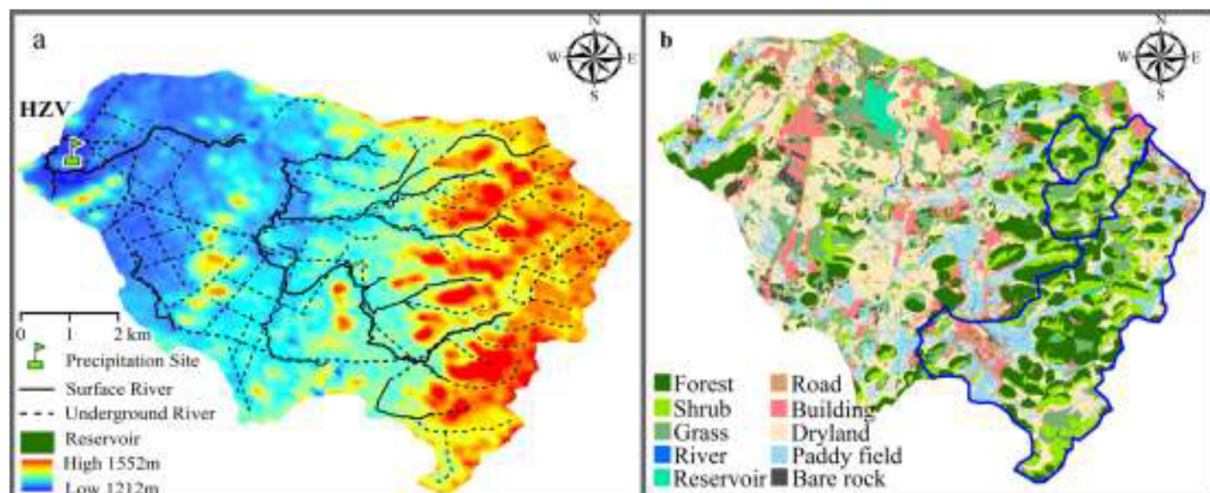 a
N
W
E
S
HZV
0
1
2 km
Precipitation Site
Surface River
Underground River
Reservoir
High 1552m
Low 1212m
b
N
W
E
S
Forest
Shrub
Grass
River
Reservoir
Road
Building
Dryland
Paddy field
Bare rock